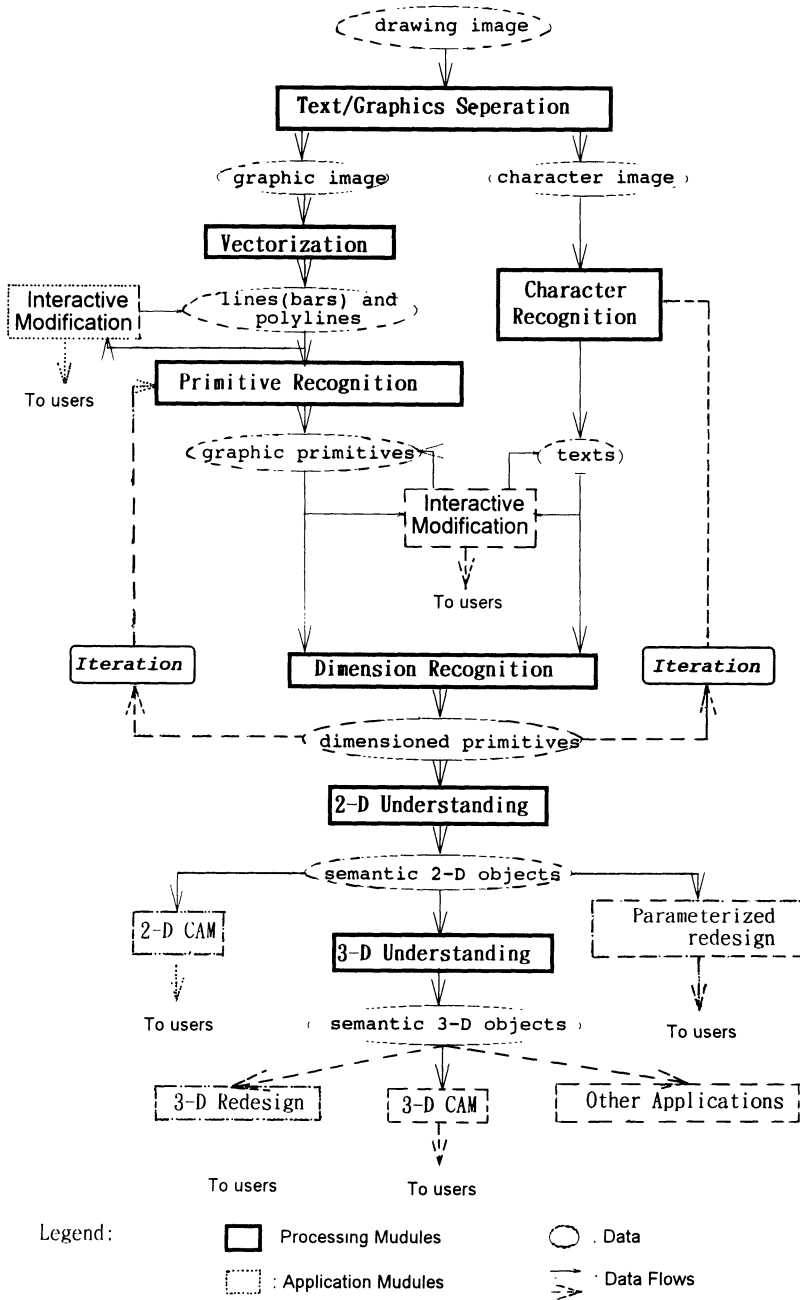 drawing image
Text/Graphics Seperation
graphic image
character image
Vectorization
Interactive
Modification
lines(bars) and
polylines
Character
Recognition
To users
Primitive Recognition
graphic primitives
texts
Interactive
Modification
To users
Iteration
Dimension Recognition
Iteration
dimensioned primitives
2-D Understanding
semantic 2-D objects
2-D CAM
Parameterized
redesign
3-D Understanding
To users
semantic 3-D objects
To users
3-D Redesign
3-D CAM
Other Applications
To users
To users
Legend:
Processing Mudules
. Data
: Application Mudules
· Data Flows